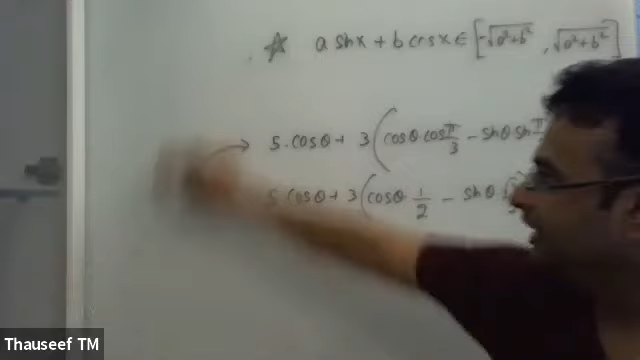 ☆ a sinx + b cosx ∈ [-√a²+b² , √a²+b²]
→ 5.cosθ + 3 (cosθ cos π/3 - sinθ sin π
5 cosθ + 3 (cosθ 1/2 - sinθ
Thauseef TM